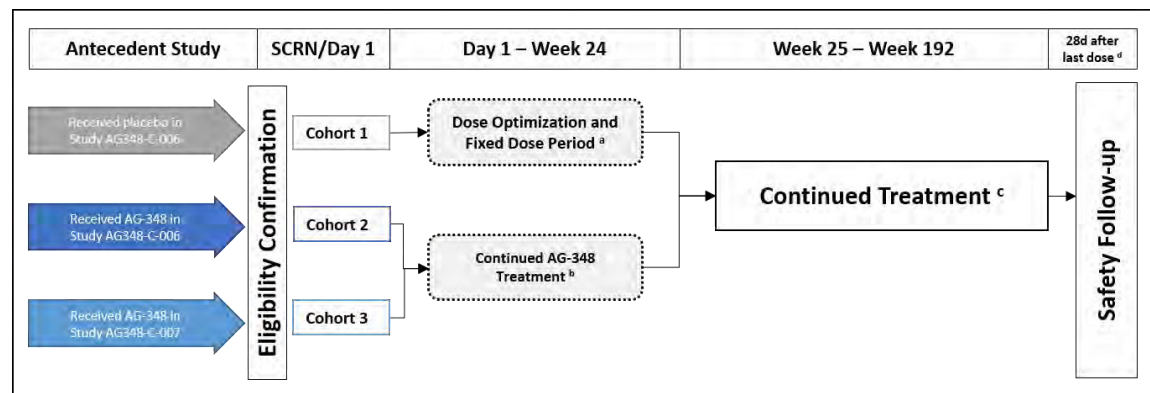 Antecedent Study
SCRN/Day 1
Day 1 – Week 24
Week 25 – Week 192
28d after
last dose d
Received placebo in
Study AG348-C-006
Received AG-348 in
Study AG348-C-006
Received AG-348 in
Study AG348-C-007
Eligibility Confirmation
Cohort 1
Cohort 2
Cohort 3
Dose Optimization and
Fixed Dose Period a
Continued AG-348
Treatment b
Continued Treatment c
Safety Follow-up